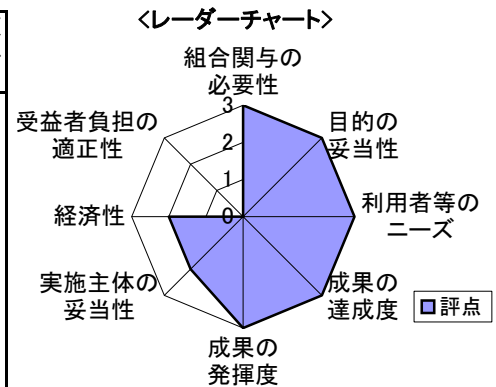 <レーダーチャート>
組合関与の
必要性
目的の
妥当性
利用者等の
ニーズ
成果の
達成度
成果の
発揮度
実施主体の
妥当性
経済性
受益者負担の
適正性
3
2
1
0
評点